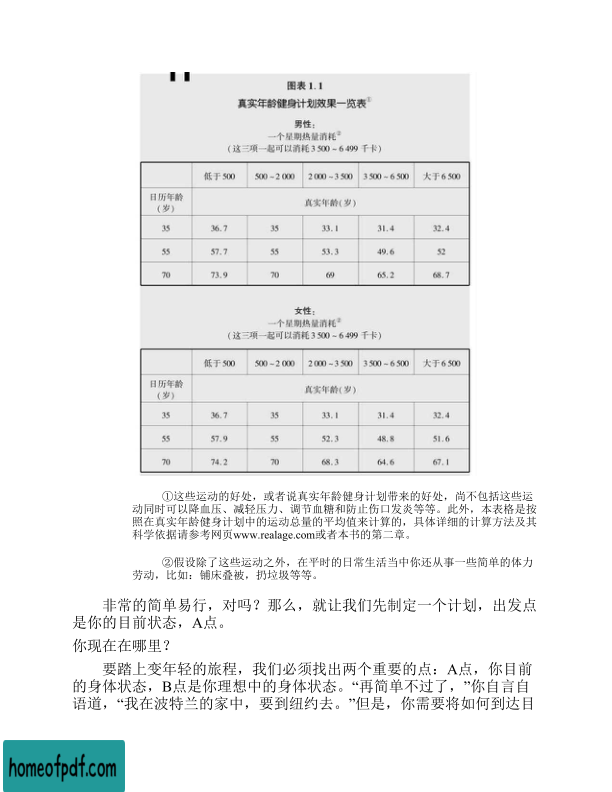 图表 1.1
真实年龄健身计划效果一览表①
男性：
一个星期热量消耗②
（这三项一起可以消耗 3 500 ~ 6 499 千卡）
低于 500 500 ~ 2 000 2 000 ~ 3 500 3 500 ~ 6 500 大于 6 500
日历年龄（岁） 真实年龄（岁）
35 36.7 35 33.1 31.4 32.4
55 57.7 55 53.3 49.6 52
70 73.9 70 69 65.2 68.7
女性：
一个星期热量消耗②
（这三项一起可以消耗 3 500 ~ 6 499 千卡）
低于 500 500 ~ 2 000 2 000 ~ 3 500 3 500 ~ 6 500 大于 6 500
日历年龄（岁） 真实年龄（岁）
35 36.7 35 33.1 31.4 32.4
55 57.9 55 52.3 48.8 51.6
70 74.2 70 68.3 64.6 67.1
①这些运动的好处，或者说真实年龄健身计划带来的好处，尚不包括这些运
动同时可以降血压、减轻压力、调节血糖和防止伤口发炎等等。此外，本表格是按
照在真实年龄健身计划中的运动总量的平均值来计算的，具体详细的计算方法及其
科学依据请参考网页www.realage.com或者本书的第二章。
②假设除了这些运动之外，在平时的日常生活当中你还从事一些简单的体力
劳动，比如：铺床叠被，扔垃圾等等。
非常的简单易行，对吗？那么，就让我们先制定一个计划，出发点
是你的目前状态，A点。
你现在在哪里？
要踏上变年轻的旅程，我们必须找出两个重要的点：A点，你目前
的身体状态，B点是你理想中的身体状态。“再简单不过了，”你自言自
语道，“我在波特兰的家中，要到纽约去。”但是，你需要将如何到达目
homeofpdf.com